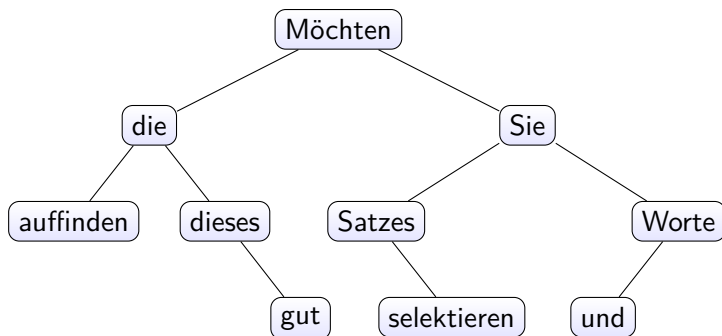 Möchten
die Sie
auffinden dieses Satzes Worte
gut selektieren und